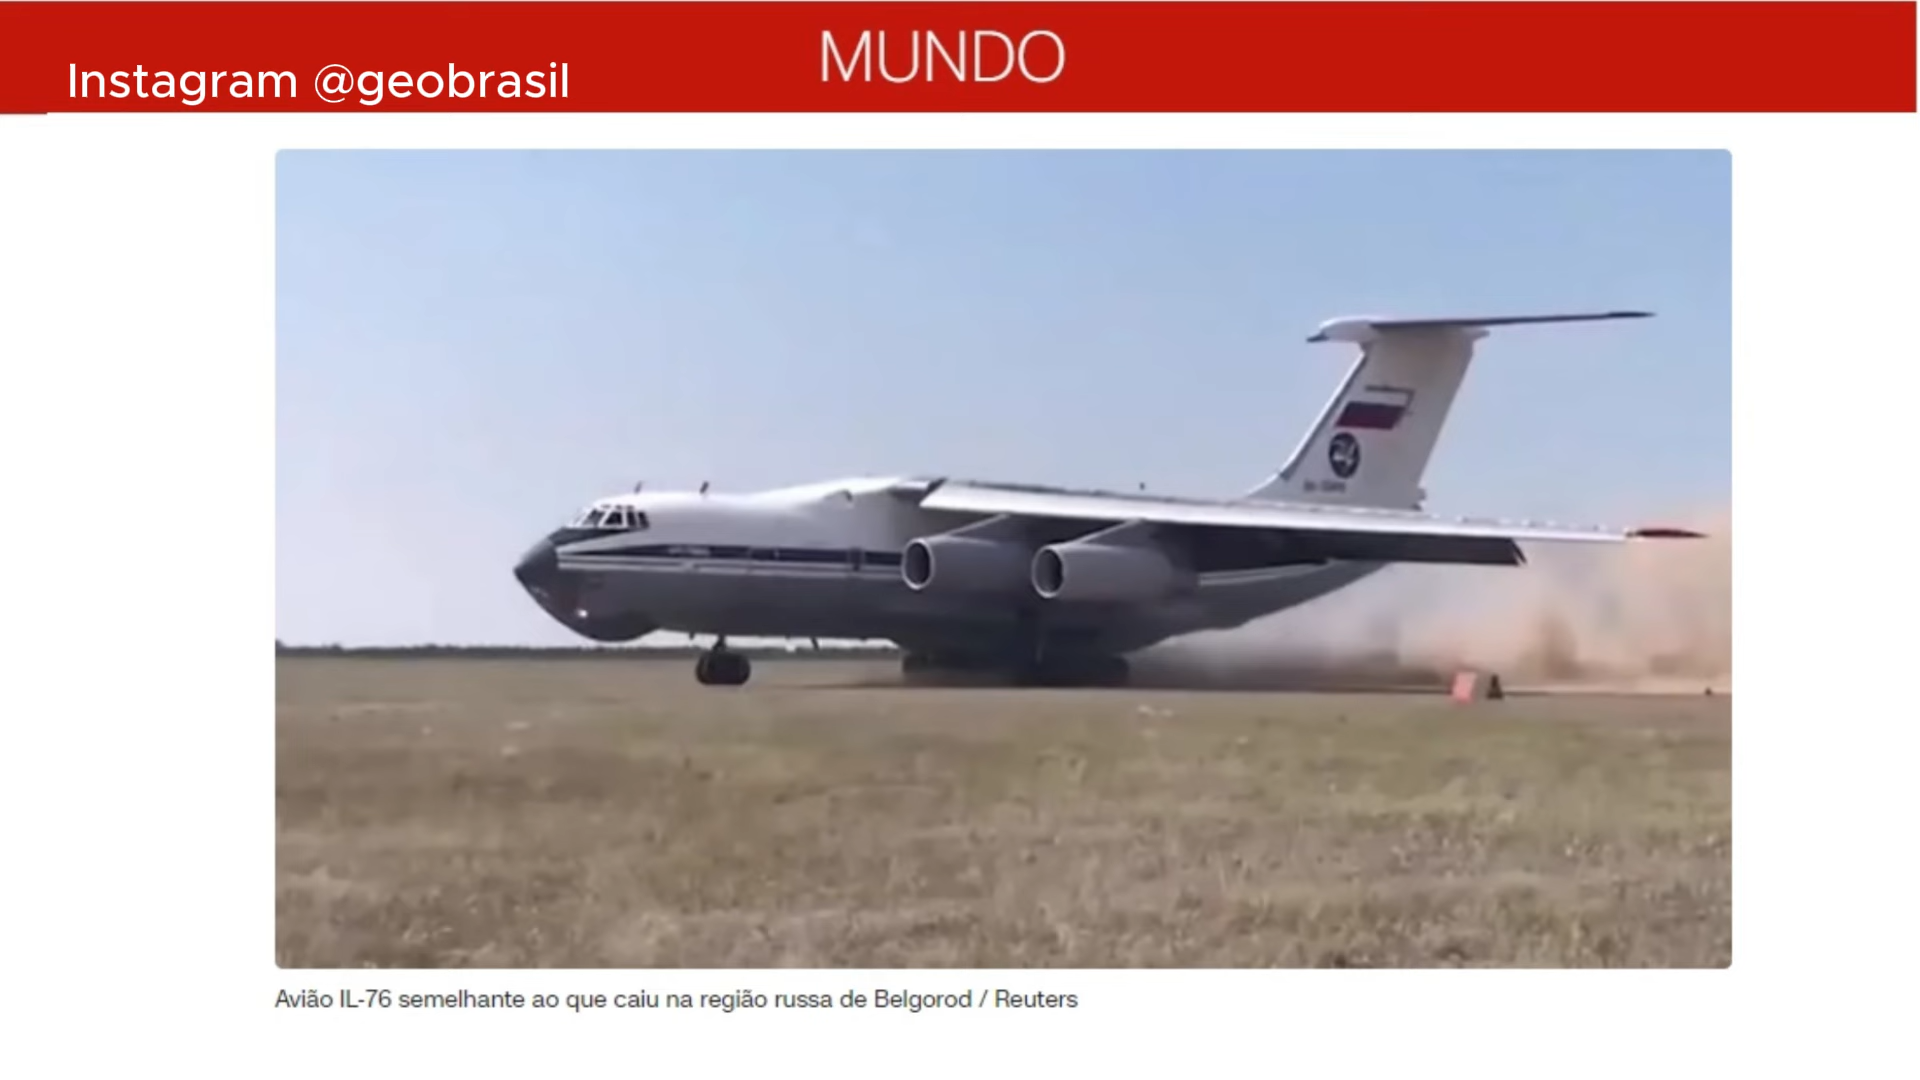 MUNDO
Instagram @geobrasil
Avião IL-76 semelhante ao que caiu na região russa de Belgorod / Reuters